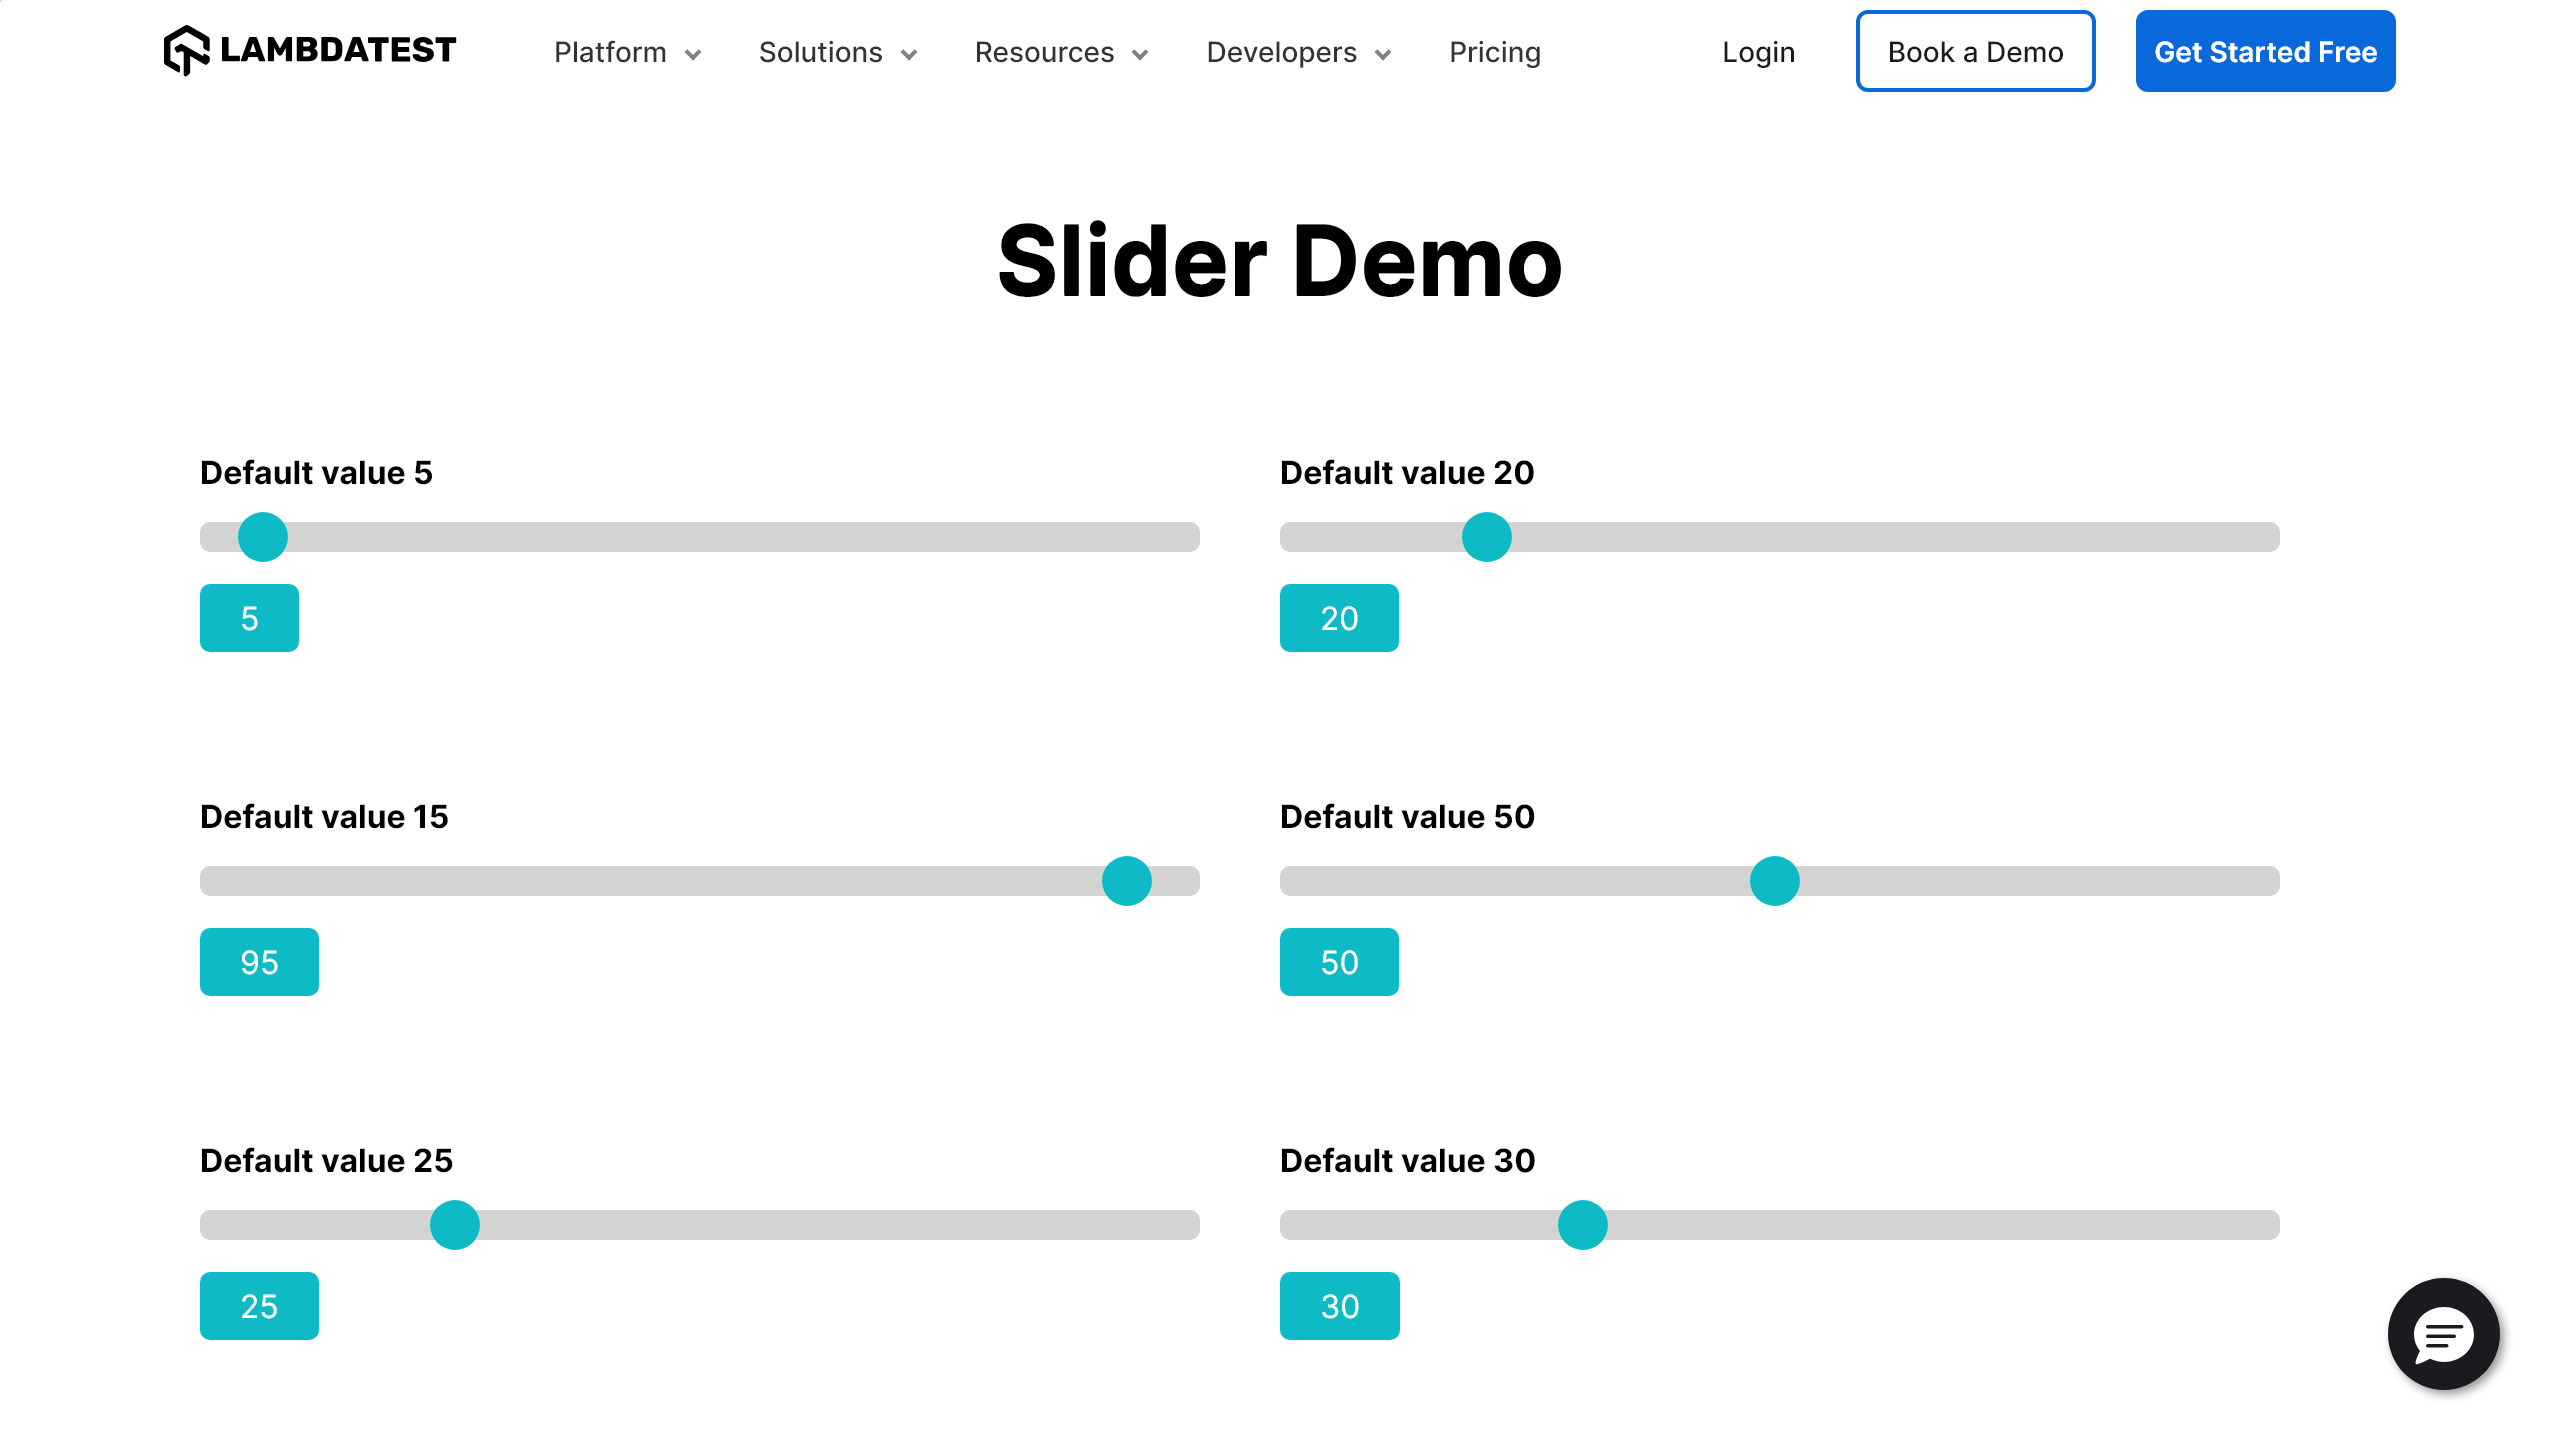 LAMBDATEST Platform Solutions Resources Developers Pricing Login Book a Demo Get Started Free
Slider Demo
Default value 5
5
Default value 20
20
Default value 15
95
Default value 50
50
Default value 25
25
Default value 30
30